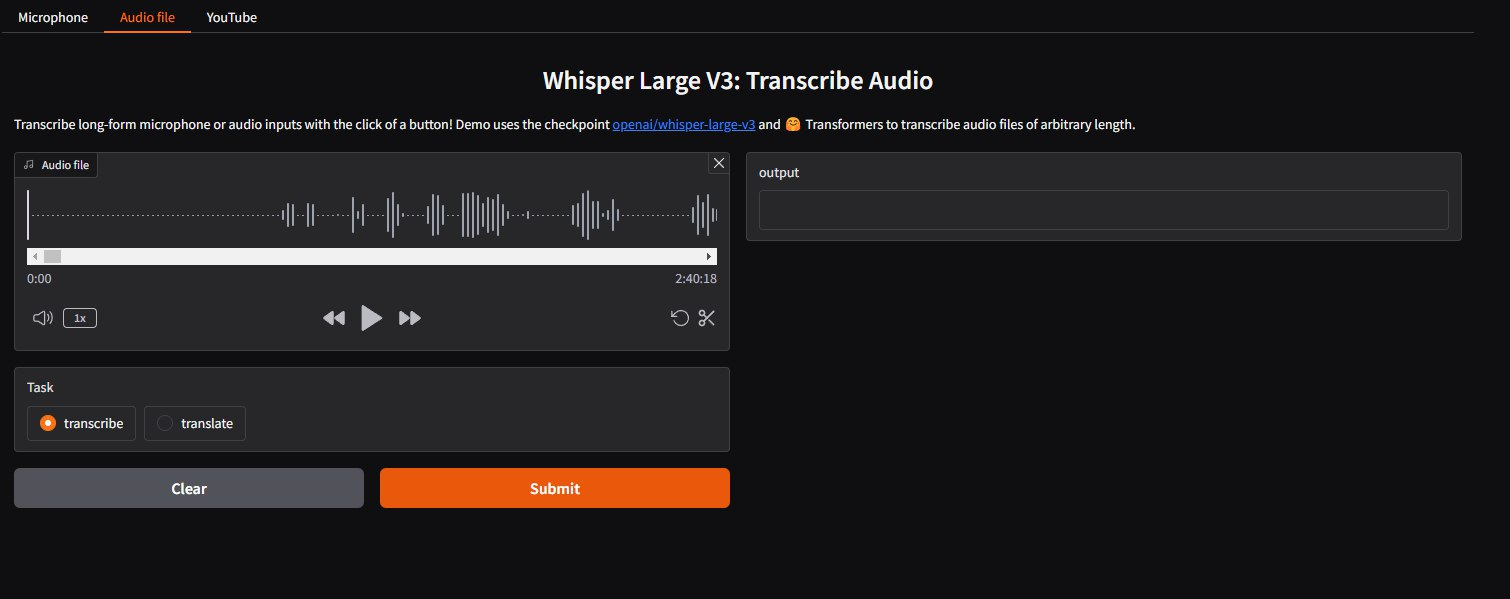 Microphone Audio file YouTube
Whisper Large V3: Transcribe Audio
Transcribe long-form microphone or audio inputs with the click of a button! Demo uses the checkpoint openai/whisper-large-v3 and 🤗 Transformers to transcribe audio files of arbitrary length.
Audio file
0:00 2:40:18
1x
Task
transcribe translate
Clear Submit
output